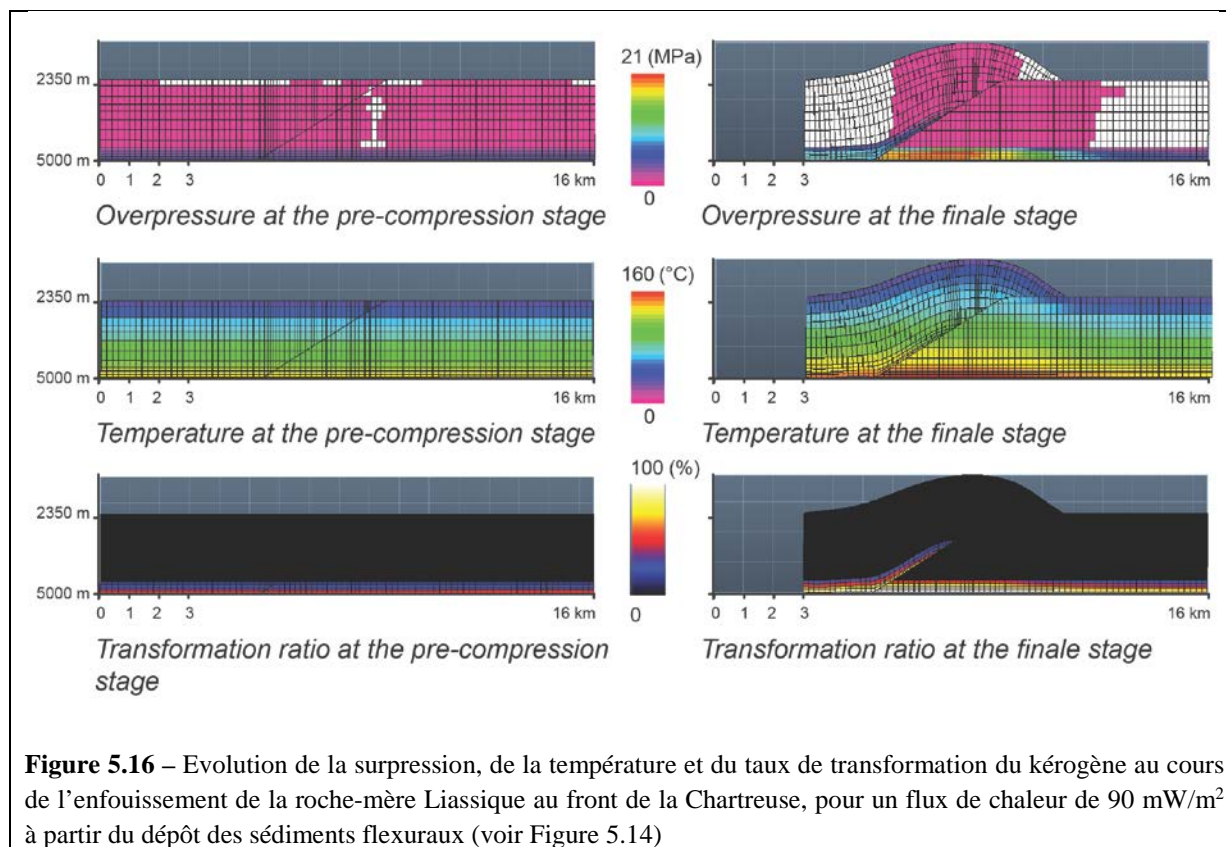 21 (MPa)
2350 m
5000 m
0 1 2 3 16 km
0
0 1 2 3 16 km
Overpressure at the pre-compression stage
Overpressure at the finale stage
160 (°C)
2350 m
5000 m
0 1 2 3 16 km
0
0 1 2 3 16 km
Temperature at the pre-compression stage
Temperature at the finale stage
100 (%)
2350 m
5000 m
0 1 2 3 16 km
0
0 1 2 3 16 km
Transformation ratio at the pre-compression
stage
Transformation ratio at the finale stage
Figure 5.16 – Evolution de la surpression, de la température et du taux de transformation du kérogène au cours
de l’enfouissement de la roche-mère Liassique au front de la Chartreuse, pour un flux de chaleur de 90 mW/m²
à partir du dépôt des sédiments flexuraux (voir Figure 5.14)